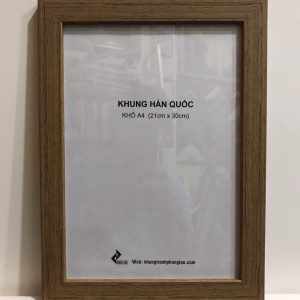 KHUNG HÀN QUỐC
KHỔ A4 (21cm x 30cm)
Web: khungtranhphonglan.com